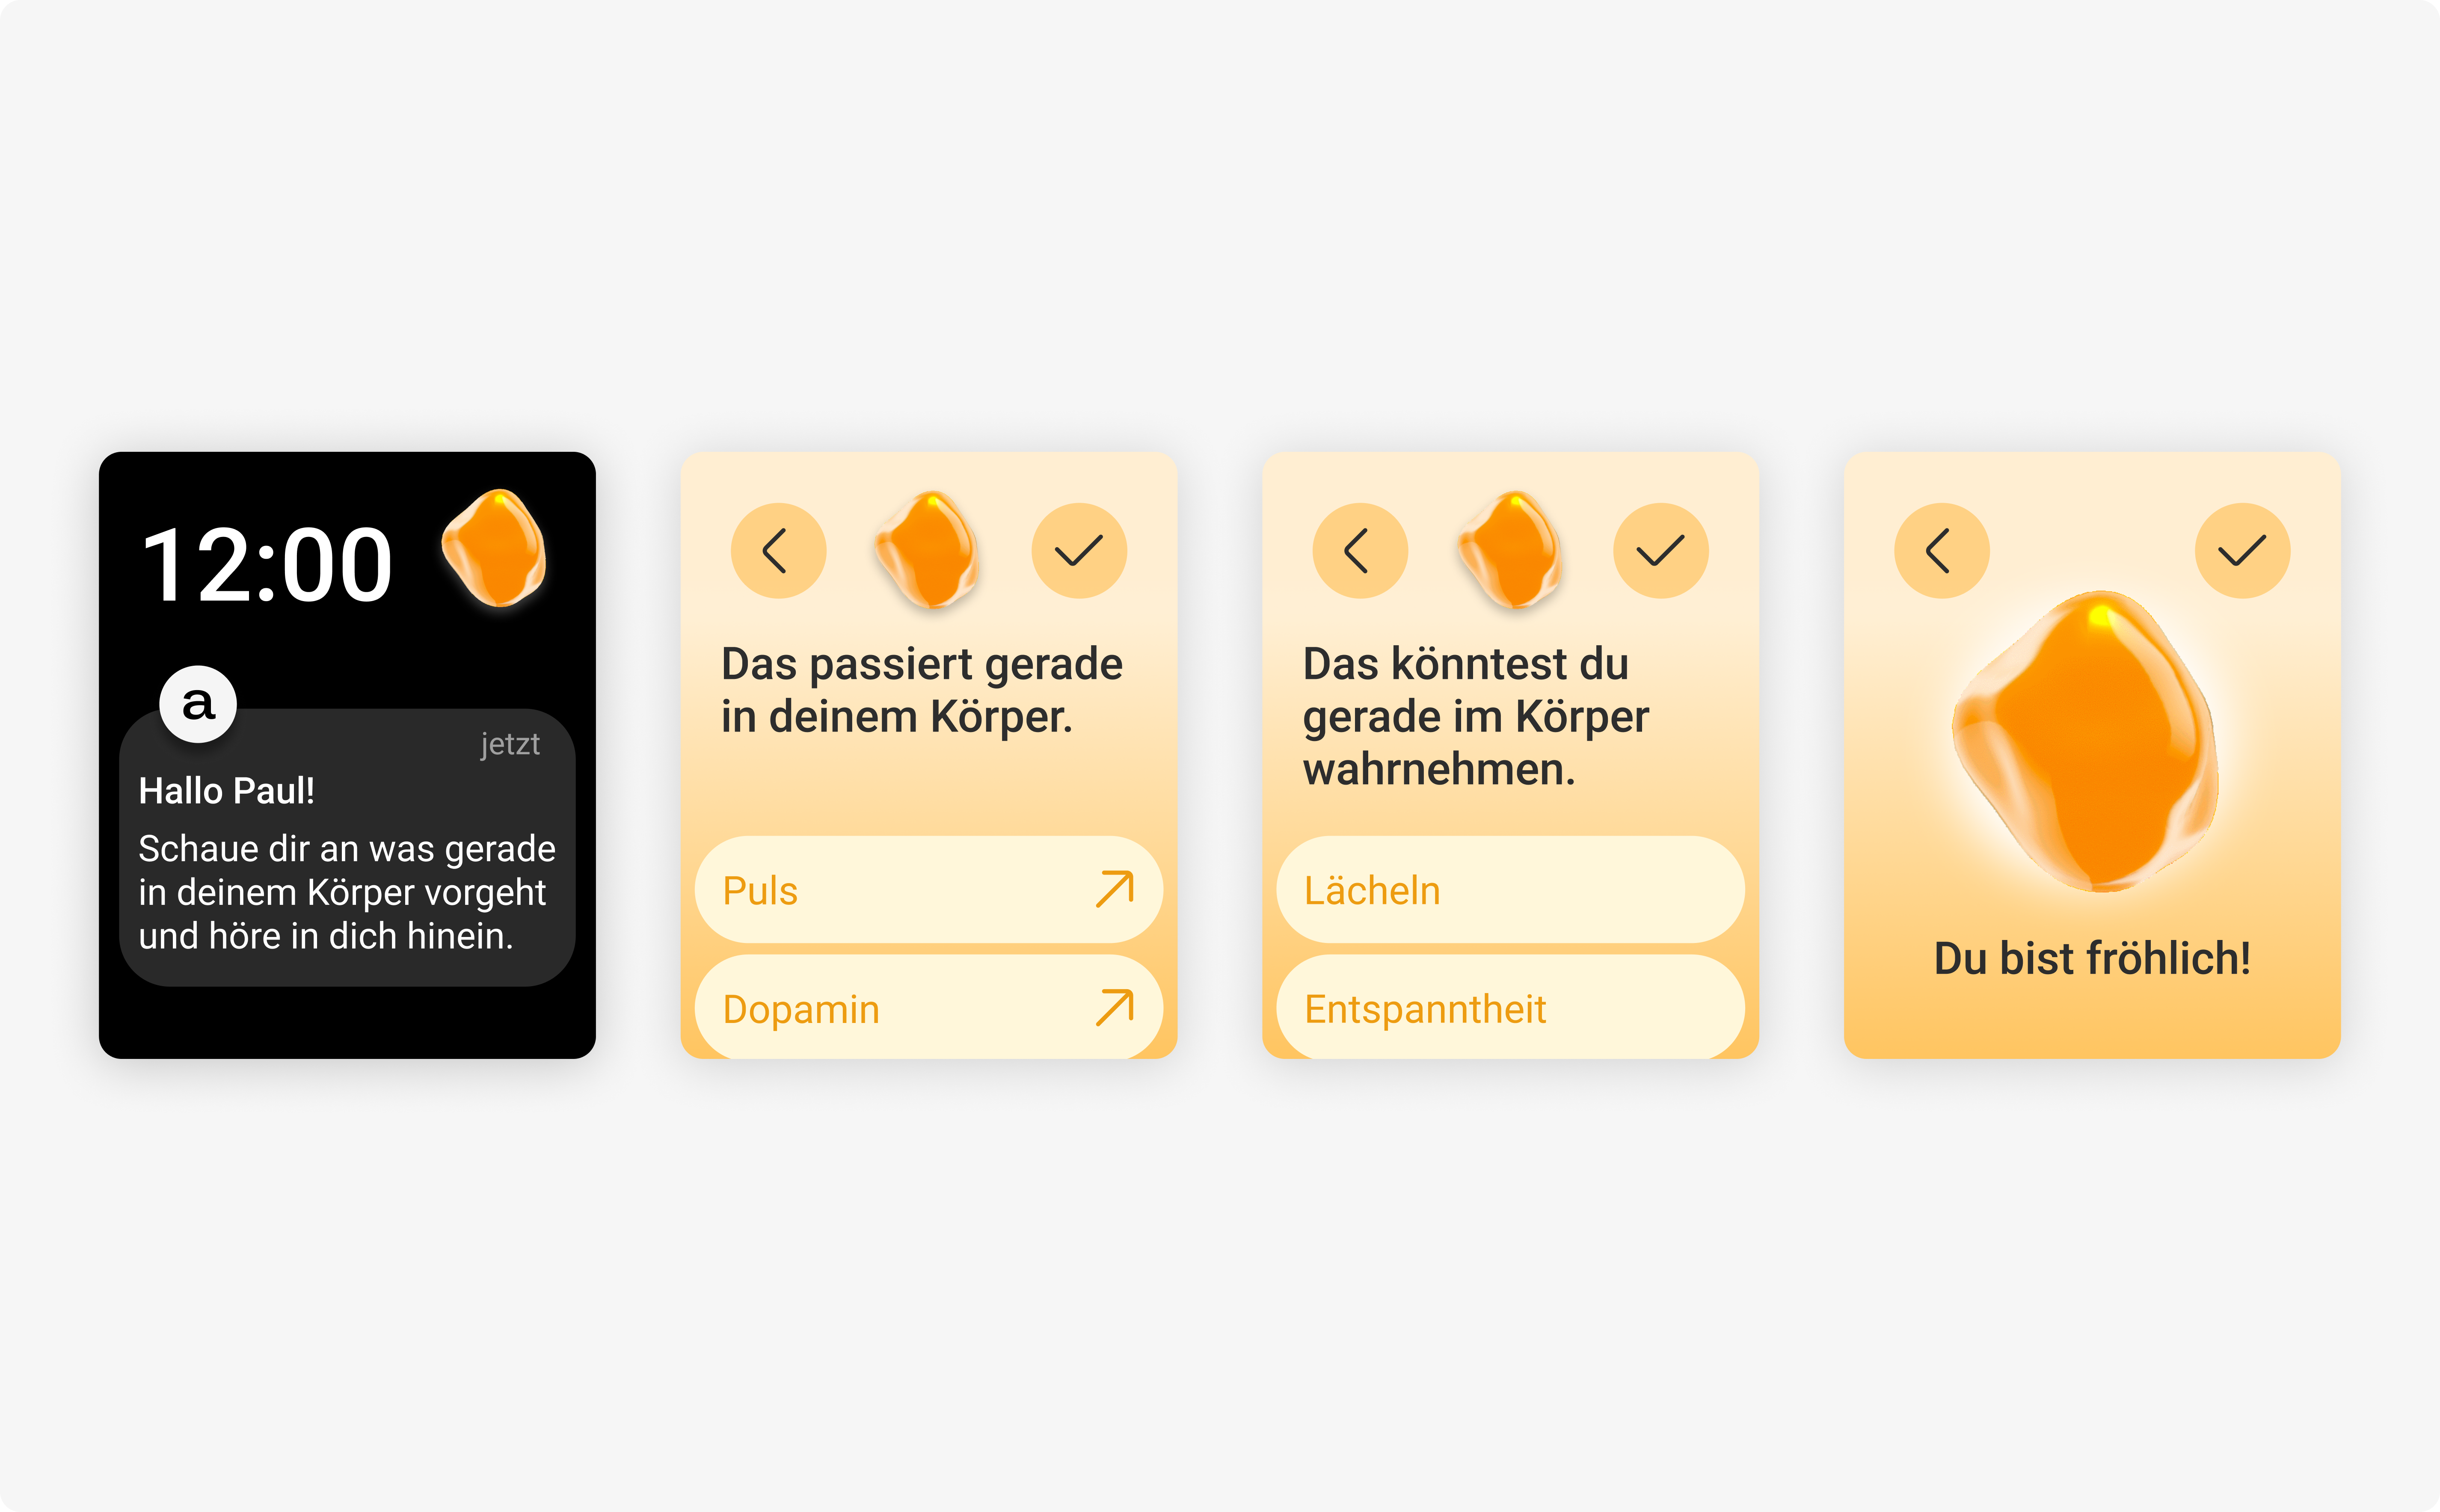 12:00
a
jetzt
Hallo Paul!
Schaue dir an was gerade
in deinem Körper vorgeht
und höre in dich hinein.
Das passiert gerade
in deinem Körper.
Puls
Dopamin
Das könntest du
gerade im Körper
wahrnehmen.
Lächeln
Entspanntheit
Du bist fröhlich!